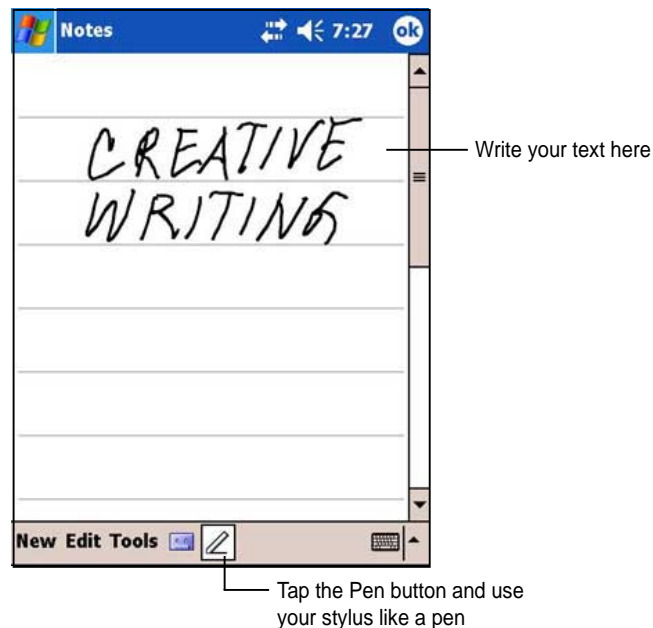 Notes 7:27 ok
CREATIVE
WRITING
Write your text here
New Edit Tools
Tap the Pen button and use
your stylus like a pen